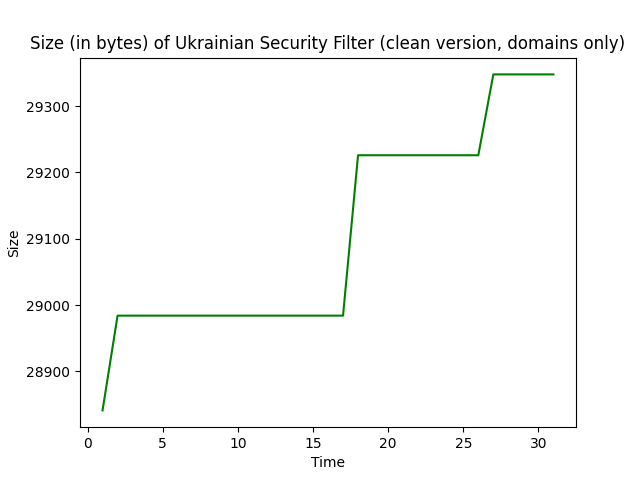 Size (in bytes) of Ukrainian Security Filter (clean version, domains only)
29300
29200
29100
29000
28900
Size
0 5 10 15 20 25 30
Time